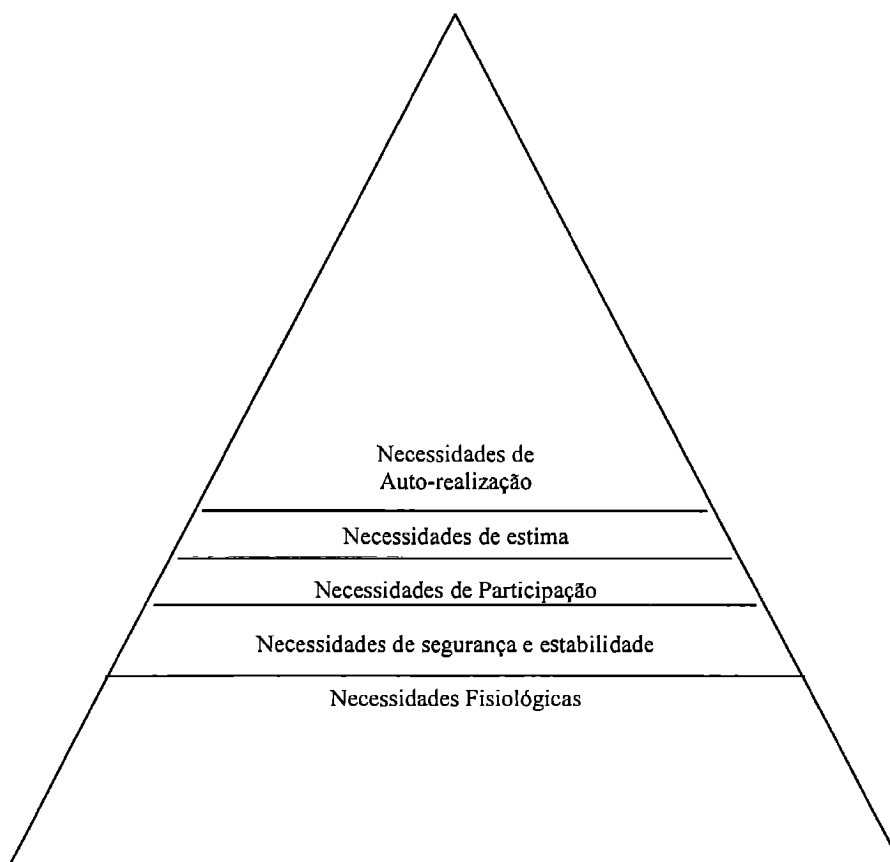 Necessidades de
Auto-realização
Necessidades de estima
Necessidades de Participação
Necessidades de segurança e estabilidade
Necessidades Fisiológicas